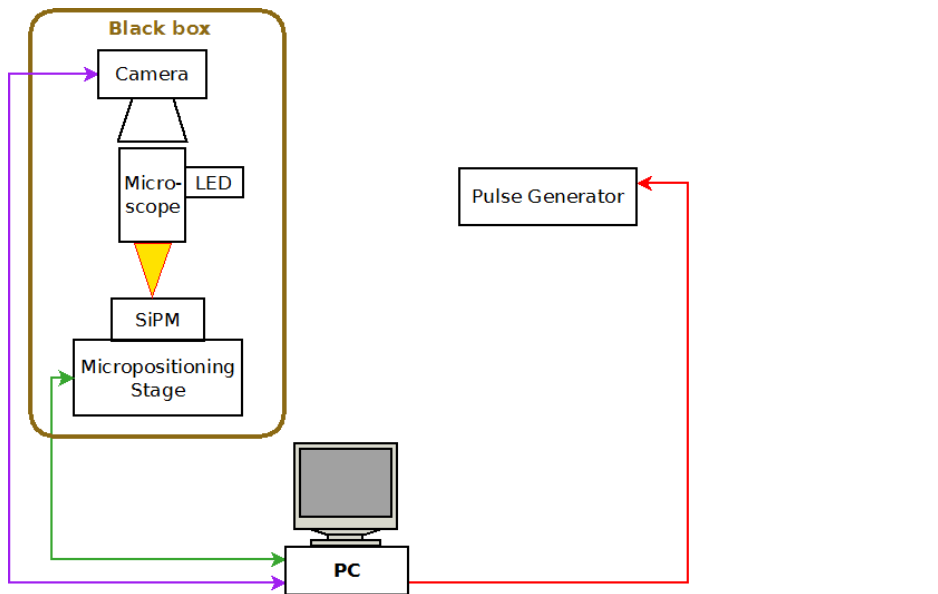 Black box
Camera
Micro-
scope
LED
Pulse Generator
SiPM
Micropositioning
Stage
PC